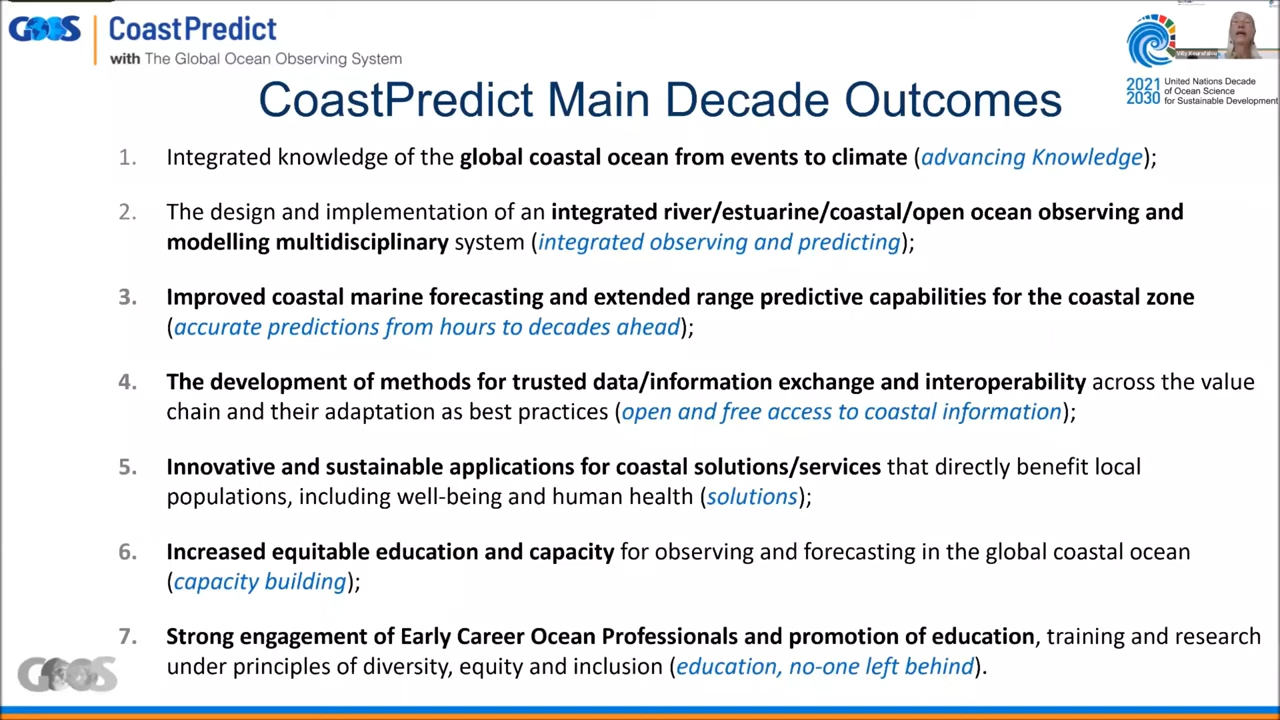 GOOS
CoastPredict
with The Global Ocean Observing System
2021
2030
United Nations Decade
of Ocean Science
for Sustainable Development
Villy Kourafalou
CoastPredict Main Decade Outcomes
1. Integrated knowledge of the global coastal ocean from events to climate (advancing Knowledge);
2. The design and implementation of an integrated river/estuarine/coastal/open ocean observing and
modelling multidisciplinary system (integrated observing and predicting);
3. Improved coastal marine forecasting and extended range predictive capabilities for the coastal zone
(accurate predictions from hours to decades ahead);
4. The development of methods for trusted data/information exchange and interoperability across the value
chain and their adaptation as best practices (open and free access to coastal information);
5. Innovative and sustainable applications for coastal solutions/services that directly benefit local
populations, including well-being and human health (solutions);
6. Increased equitable education and capacity for observing and forecasting in the global coastal ocean
(capacity building);
7. Strong engagement of Early Career Ocean Professionals and promotion of education, training and research
under principles of diversity, equity and inclusion (education, no-one left behind).
GOOS